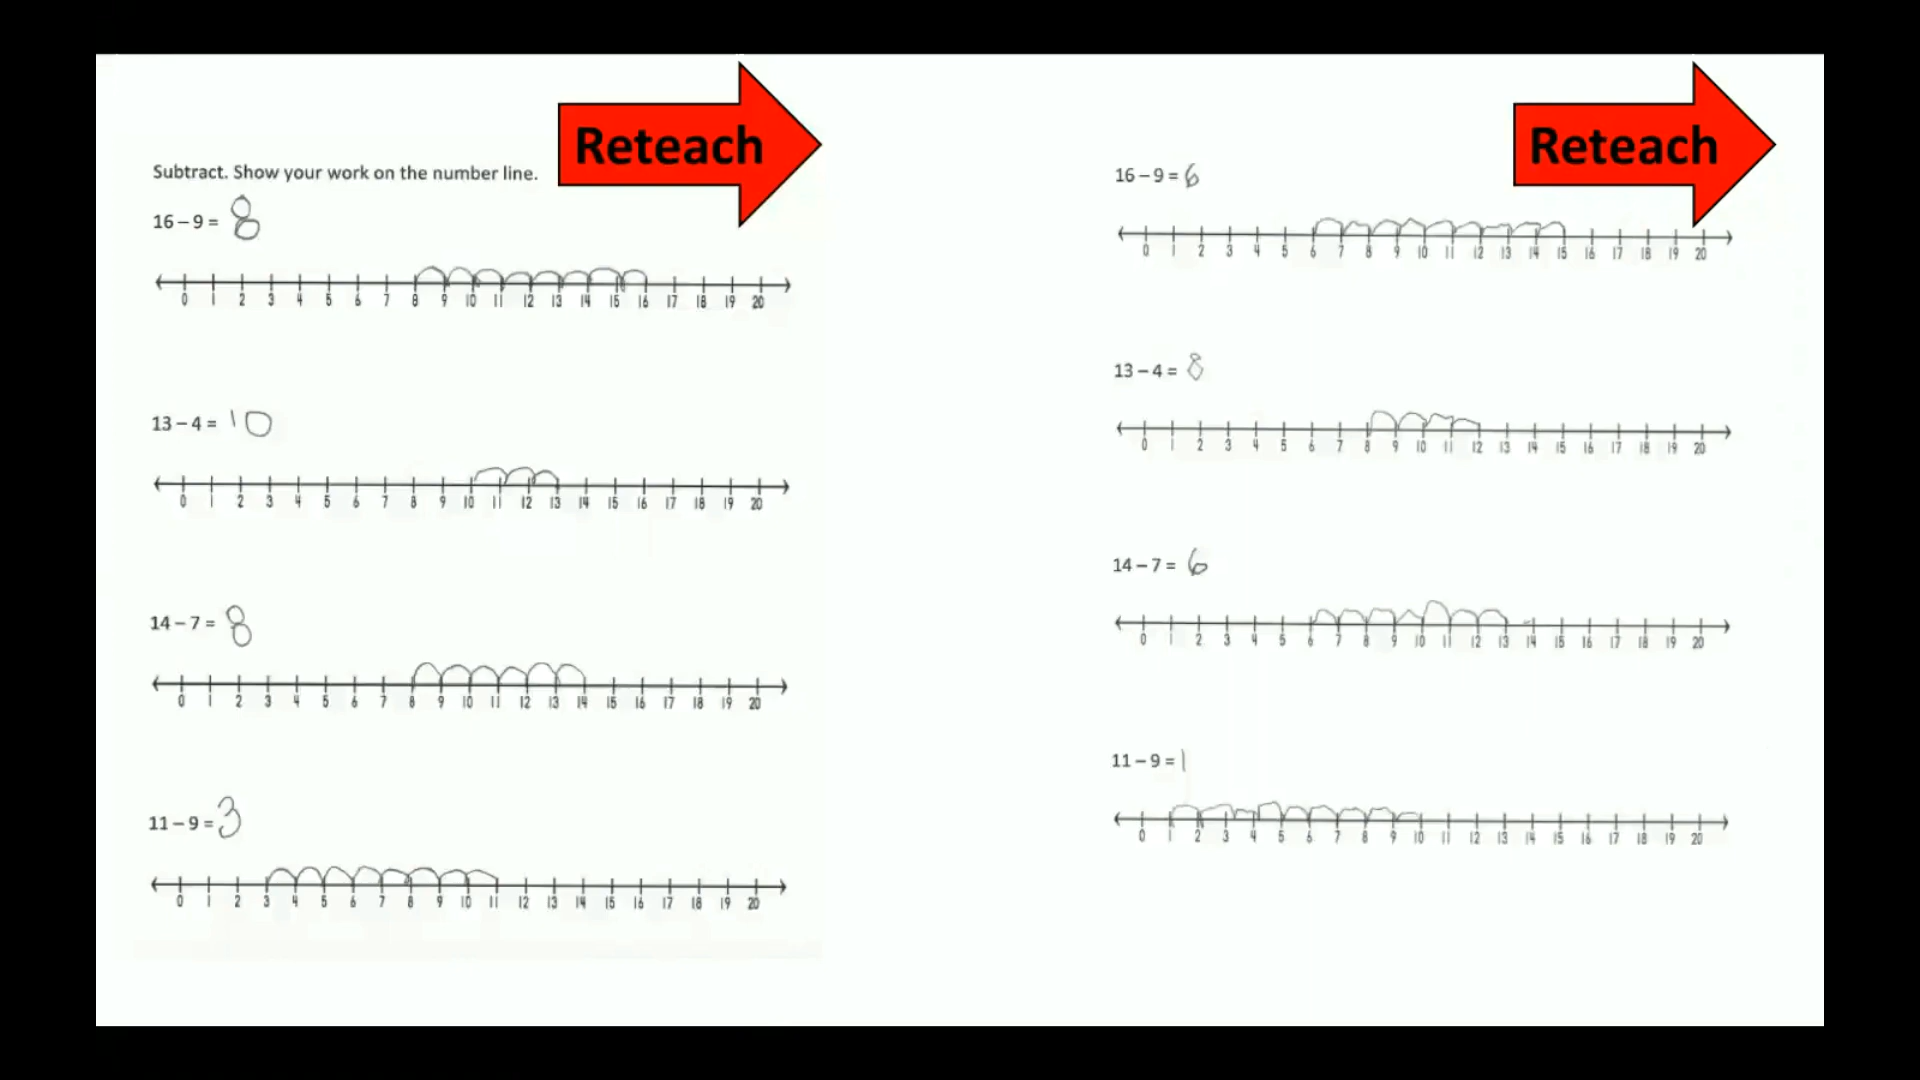 Reteach
Subtract. Show your work on the number line.
16 – 9 = 8
0 1 2 3 4 5 6 7 8 9 10 11 12 13 14 15 16 17 18 19 20
13 – 4 = 10
0 1 2 3 4 5 6 7 8 9 10 11 12 13 14 15 16 17 18 19 20
14 – 7 = 8
0 1 2 3 4 5 6 7 8 9 10 11 12 13 14 15 16 17 18 19 20
11 – 9 = 3
0 1 2 3 4 5 6 7 8 9 10 11 12 13 14 15 16 17 18 19 20
Reteach
16 – 9 = 6
0 1 2 3 4 5 6 7 8 9 10 11 12 13 14 15 16 17 18 19 20
13 – 4 = 8
0 1 2 3 4 5 6 7 8 9 10 11 12 13 14 15 16 17 18 19 20
14 – 7 = 6
0 1 2 3 4 5 6 7 8 9 10 11 12 13 14 15 16 17 18 19 20
11 – 9 = 1
0 1 2 3 4 5 6 7 8 9 10 11 12 13 14 15 16 17 18 19 20